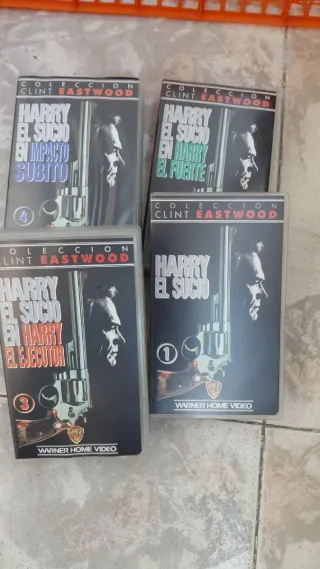 COLECCION
CLINT EASTWOOD
HARRY
EL SUCIO
EN IMPACTO
SUBITO
4
COLECCION
CLINT EASTWOOD
HARRY
EL SUCIO
EN HARRY
EL FUERTE
COLECCION
CLINT EASTWOOD
HARRY
EL SUCIO
EN HARRY
EL EJECUTOR
3
WARNER HOME VIDEO
COLECCION
CLINT EASTWOOD
HARRY
EL SUCIO
1
WARNER HOME VIDEO